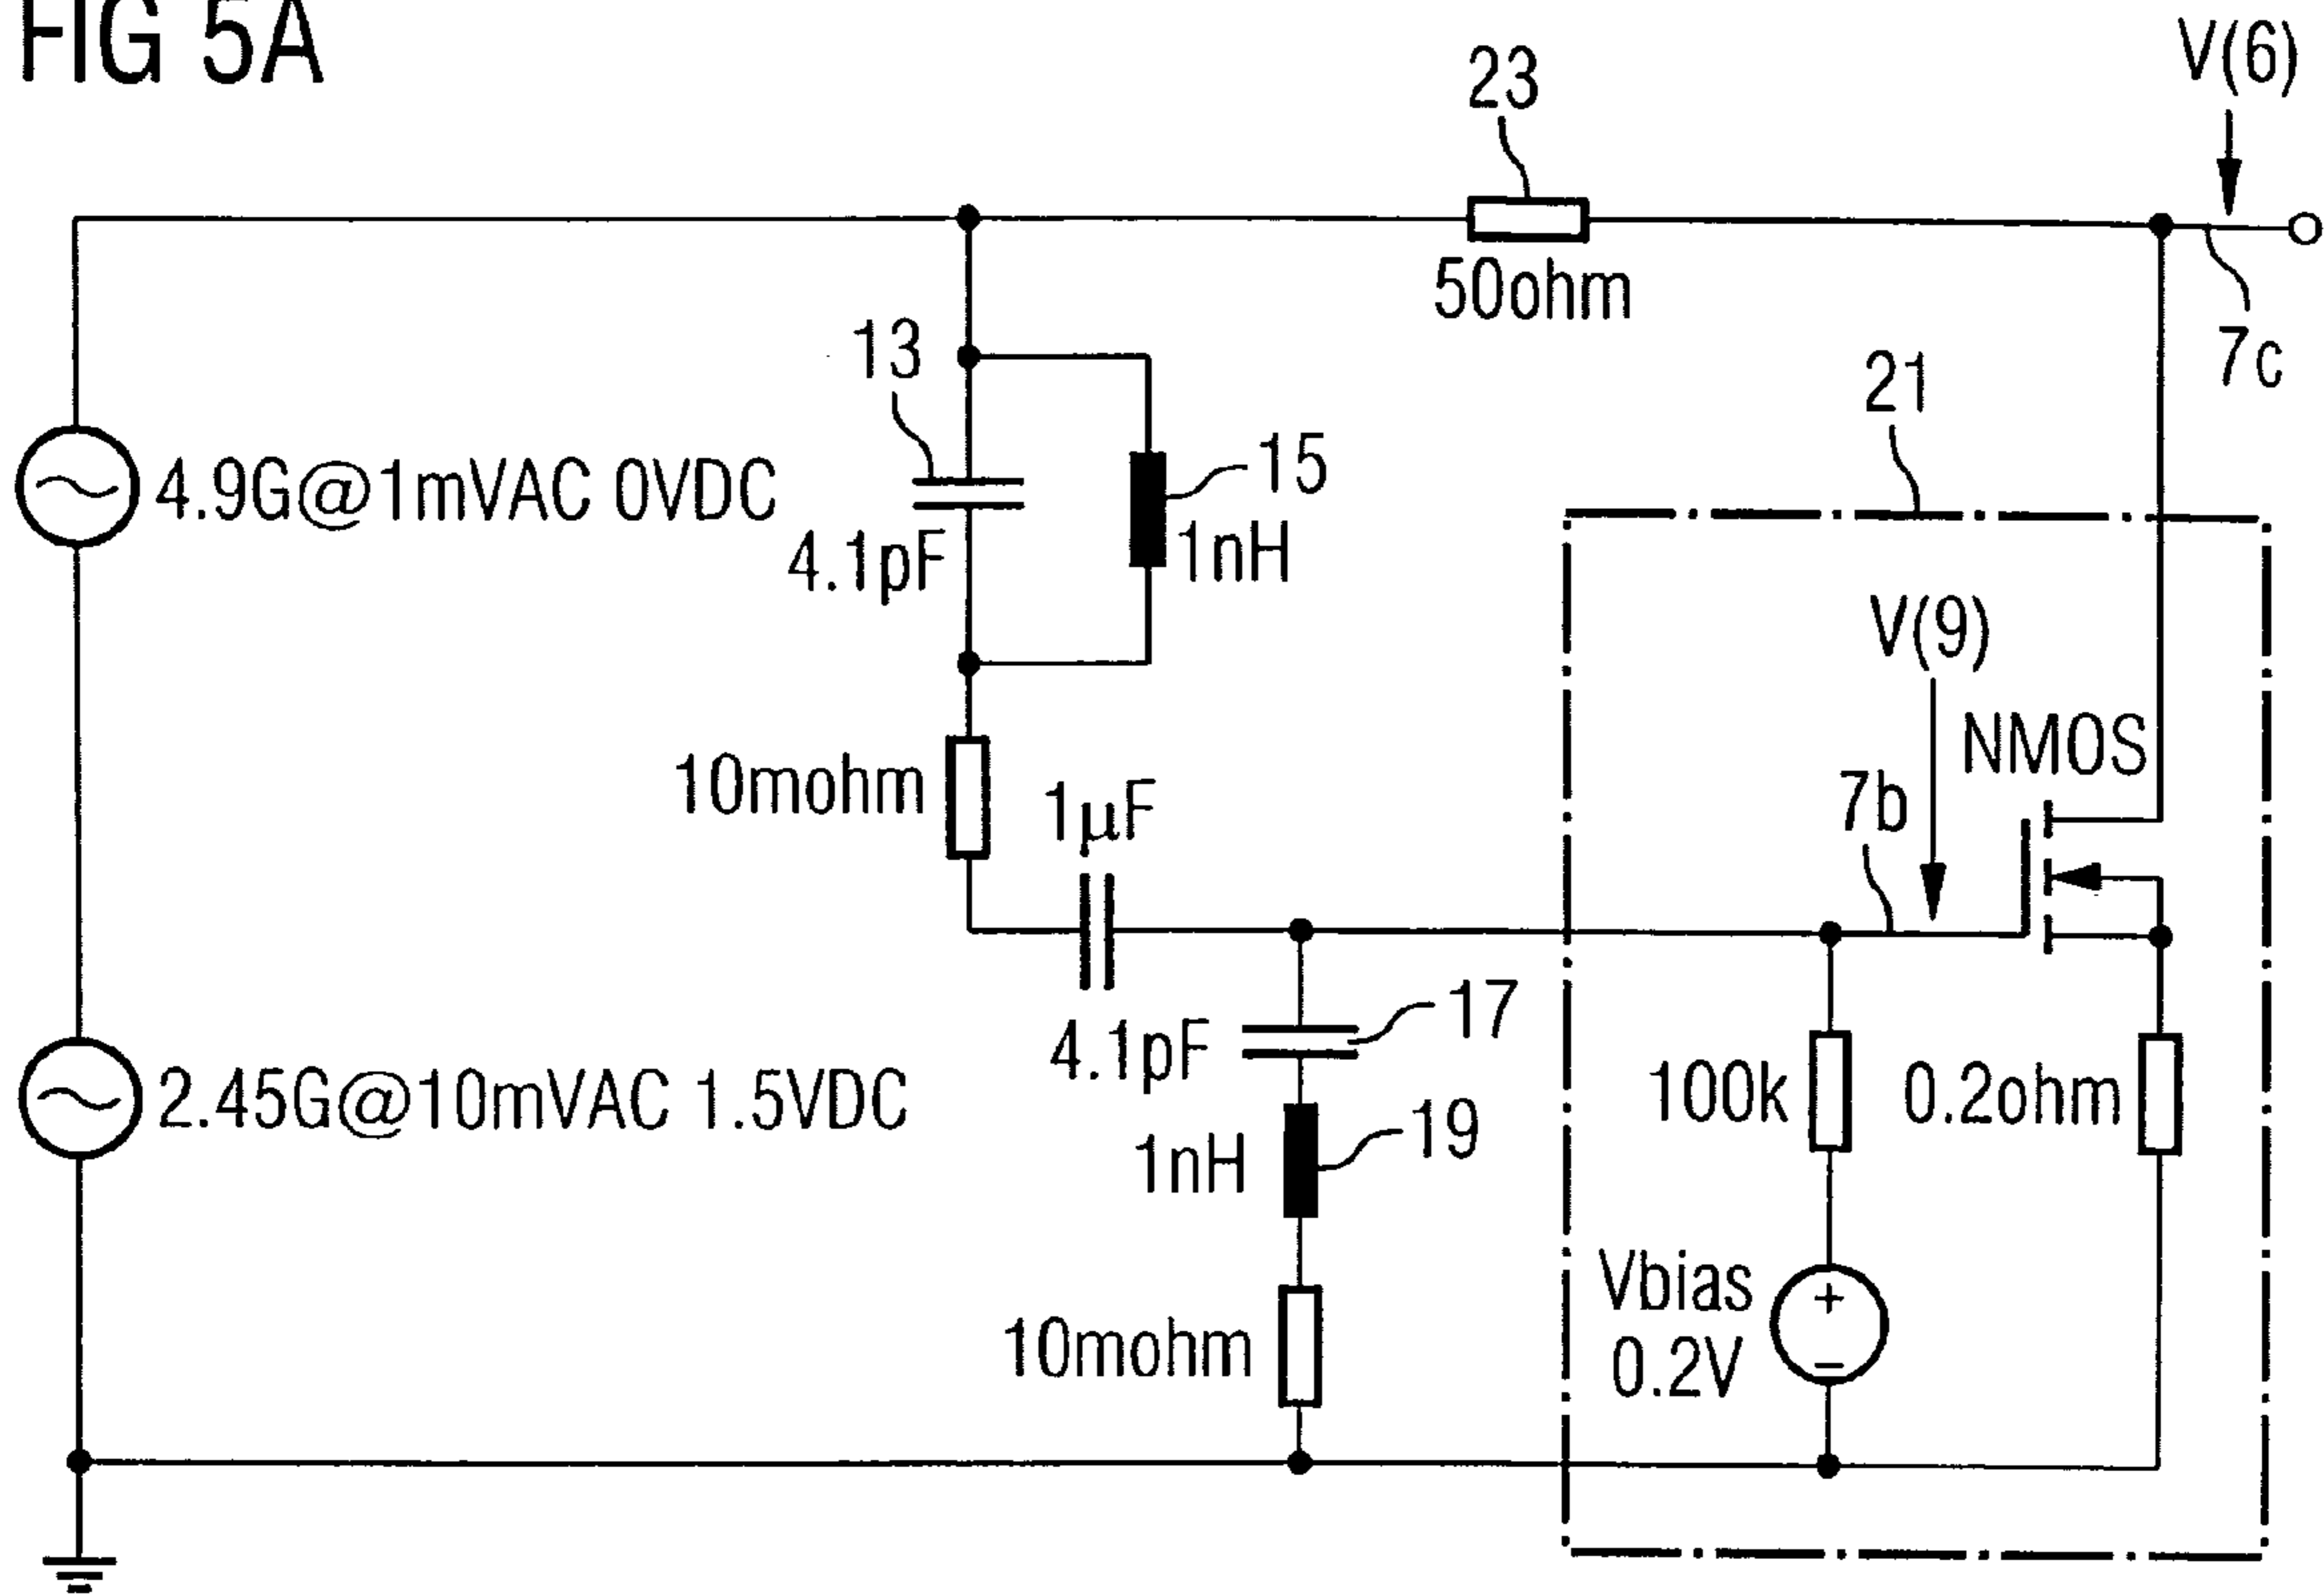 FIG 5A
V(6)
23
50ohm
7c
13
4.1pF
15
1nH
21
4.9G@1mVAC 0VDC
V(9)
NMOS
7b
10mohm
1µF
17
4.1pF
100k
0.2ohm
2.45G@10mVAC 1.5VDC
19
1nH
Vbias
0.2V
+
–
10mohm